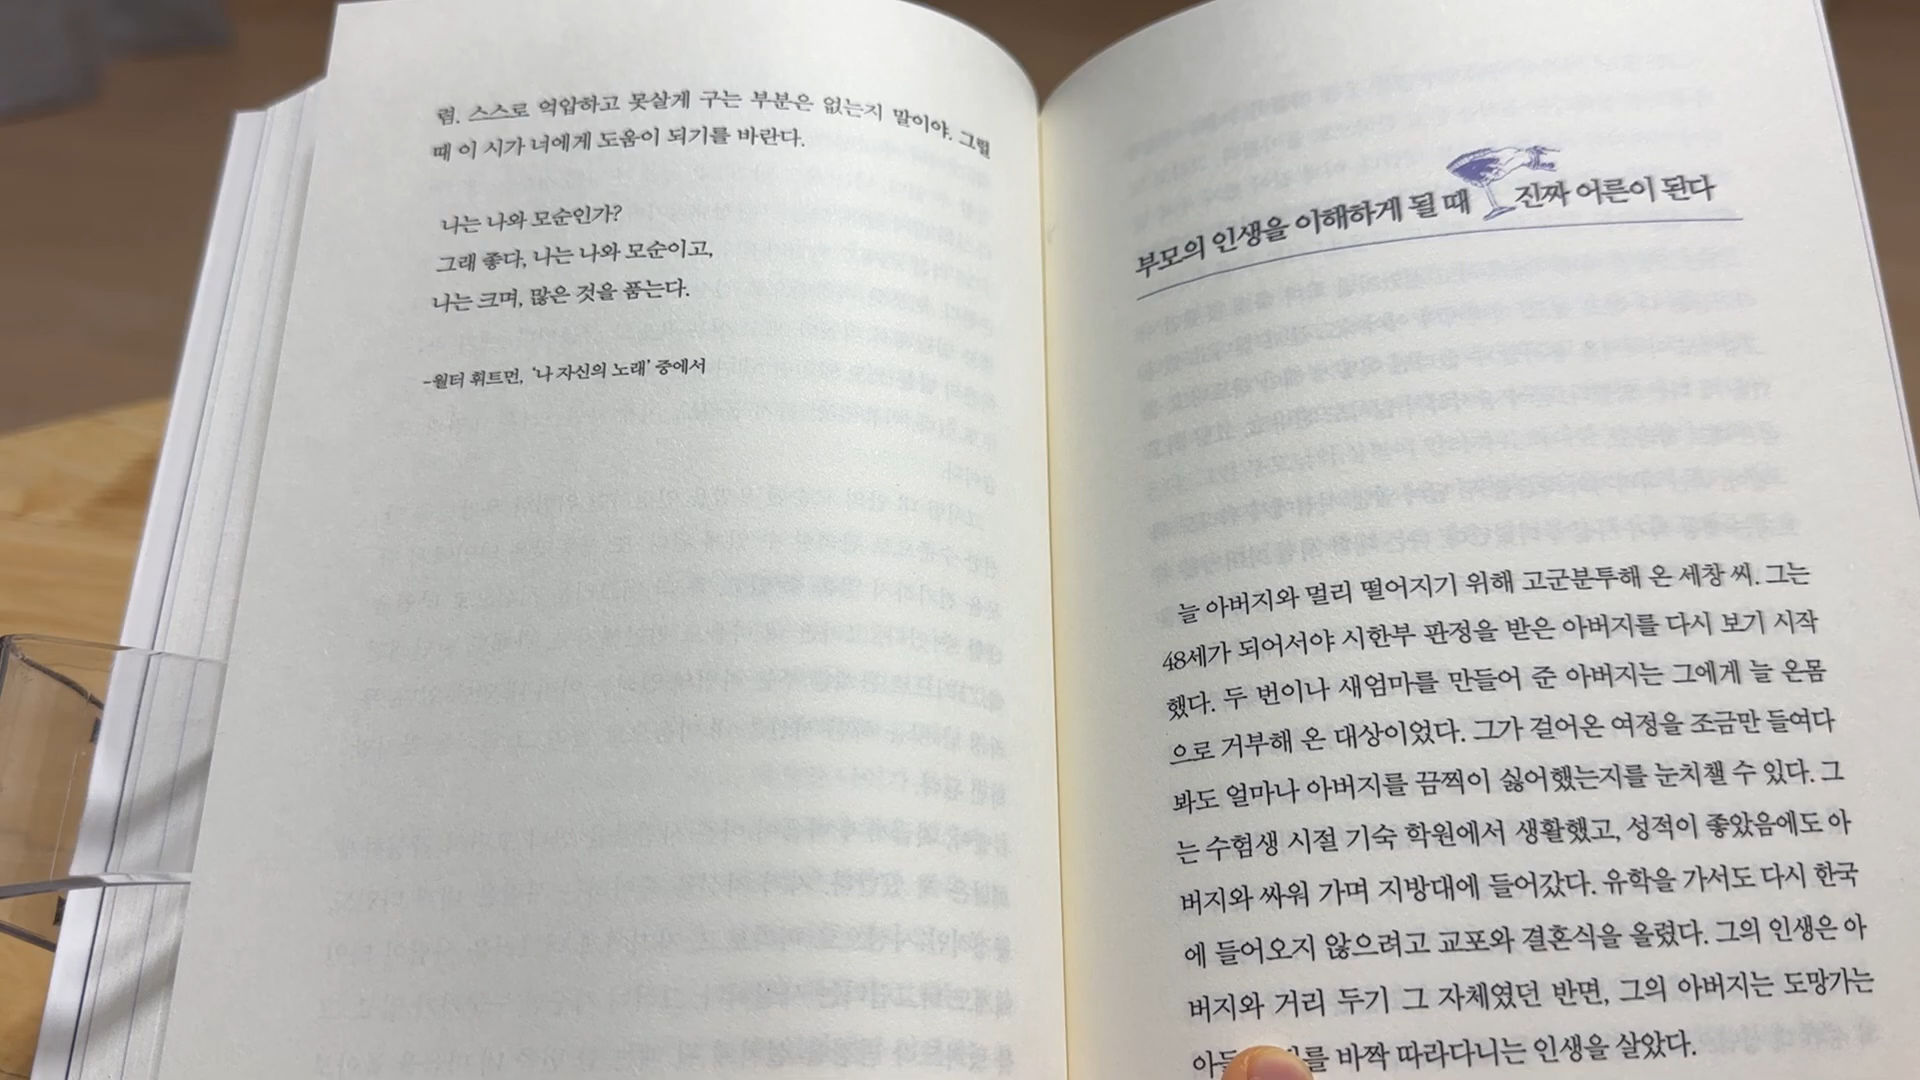 렴. 스스로 억압하고 못살게 구는 부분은 없는지 말이야. 그럴
때 이 시가 너에게 도움이 되기를 바란다.
나는 나와 모순인가?
그래 좋다, 나는 나와 모순이고,
나는 크며, 많은 것을 품는다.
-월터 휘트먼, ‘나 자신의 노래’ 중에서
부모의 인생을 이해하게 될 때 진짜 어른이 된다
늘 아버지와 멀리 떨어지기 위해 고군분투해 온 세창 씨. 그는
48세가 되어서야 시한부 판정을 받은 아버지를 다시 보기 시작
했다. 두 번이나 새엄마를 만들어 준 아버지는 그에게 늘 온몸
으로 거부해 온 대상이었다. 그가 걸어온 여정을 조금만 들여다
봐도 얼마나 아버지를 끔찍이 싫어했는지를 눈치챌 수 있다. 그
는 수험생 시절 기숙 학원에서 생활했고, 성적이 좋았음에도 아
버지와 싸워 가며 지방대에 들어갔다. 유학을 가서도 다시 한국
에 들어오지 않으려고 교포와 결혼식을 올렸다. 그의 인생은 아
버지와 거리 두기 그 자체였던 반면, 그의 아버지는 도망가는
바짝 따라다니는 인생을 살았다.